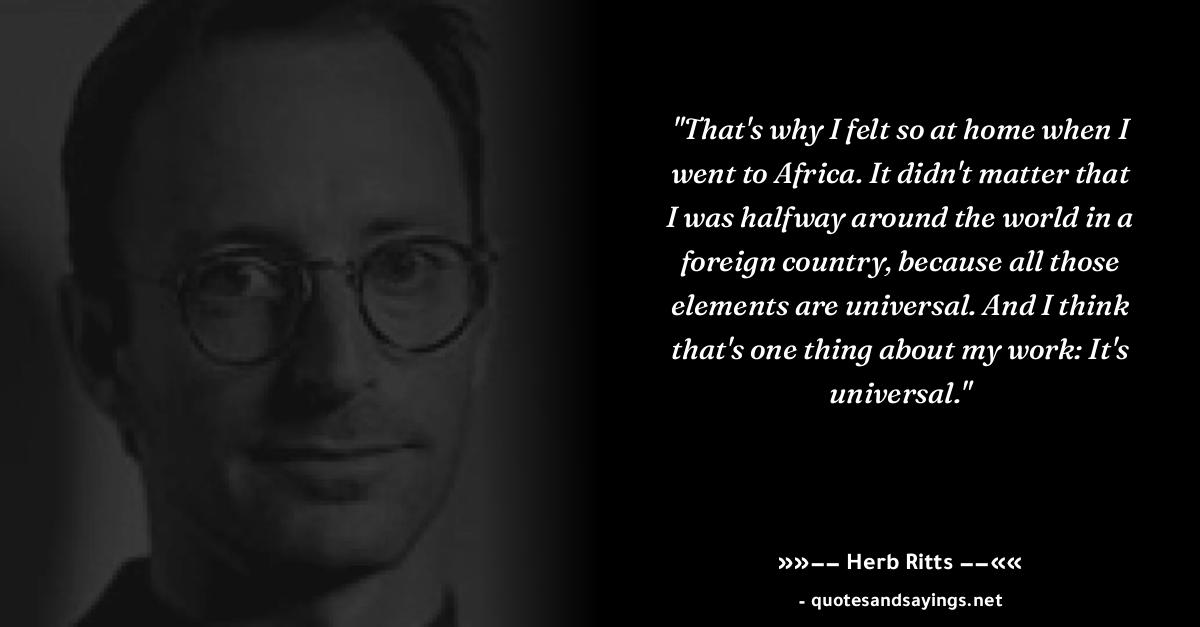 "That's why I felt so at home when I
went to Africa. It didn't matter that
I was halfway around the world in a
foreign country, because all those
elements are universal. And I think
that's one thing about my work: It's
universal."
»»−− Herb Ritts −−««
- quotesandsayings.net